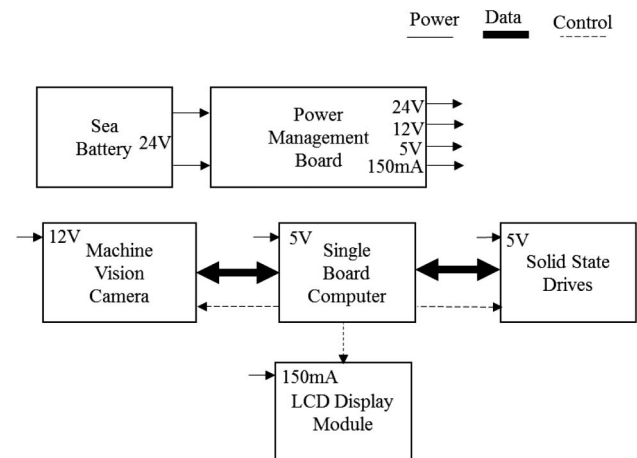 Power Data Control
Sea
Battery
24V
Power
Management
Board
24V
12V
5V
150mA
12V
Machine
Vision
Camera
5V
Single
Board
Computer
5V
Solid State
Drives
150mA
LCD Display
Module